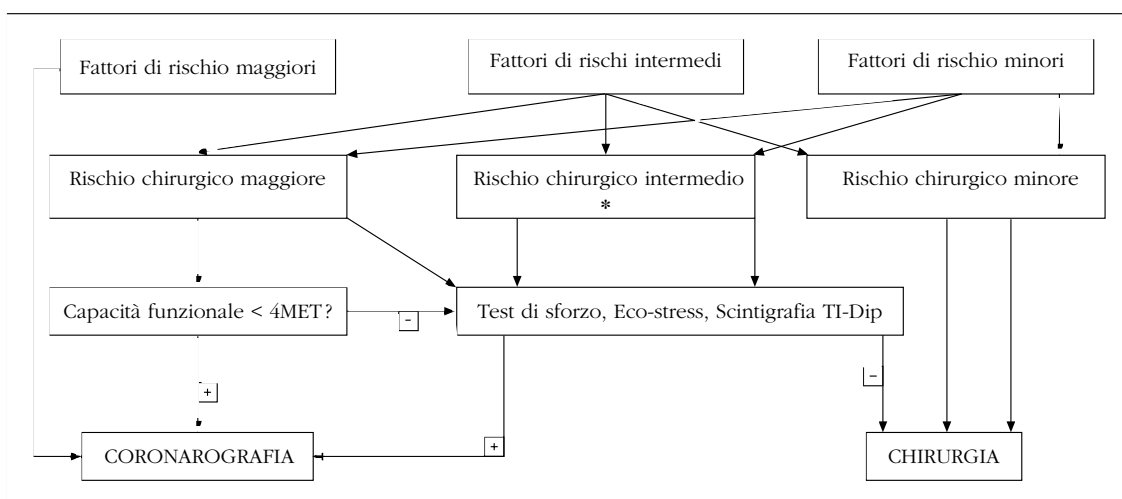 Fattori di rischio maggiori
Fattori di rischi intermedi
Fattori di rischio minori
Rischio chirurgico maggiore
Rischio chirurgico intermedio
*
Rischio chirurgico minore
Capacità funzionale < 4MET?
-
Test di sforzo, Eco-stress, Scintigrafia TI-Dip
-
+
+
CORONAROGRAFIA
CHIRURGIA